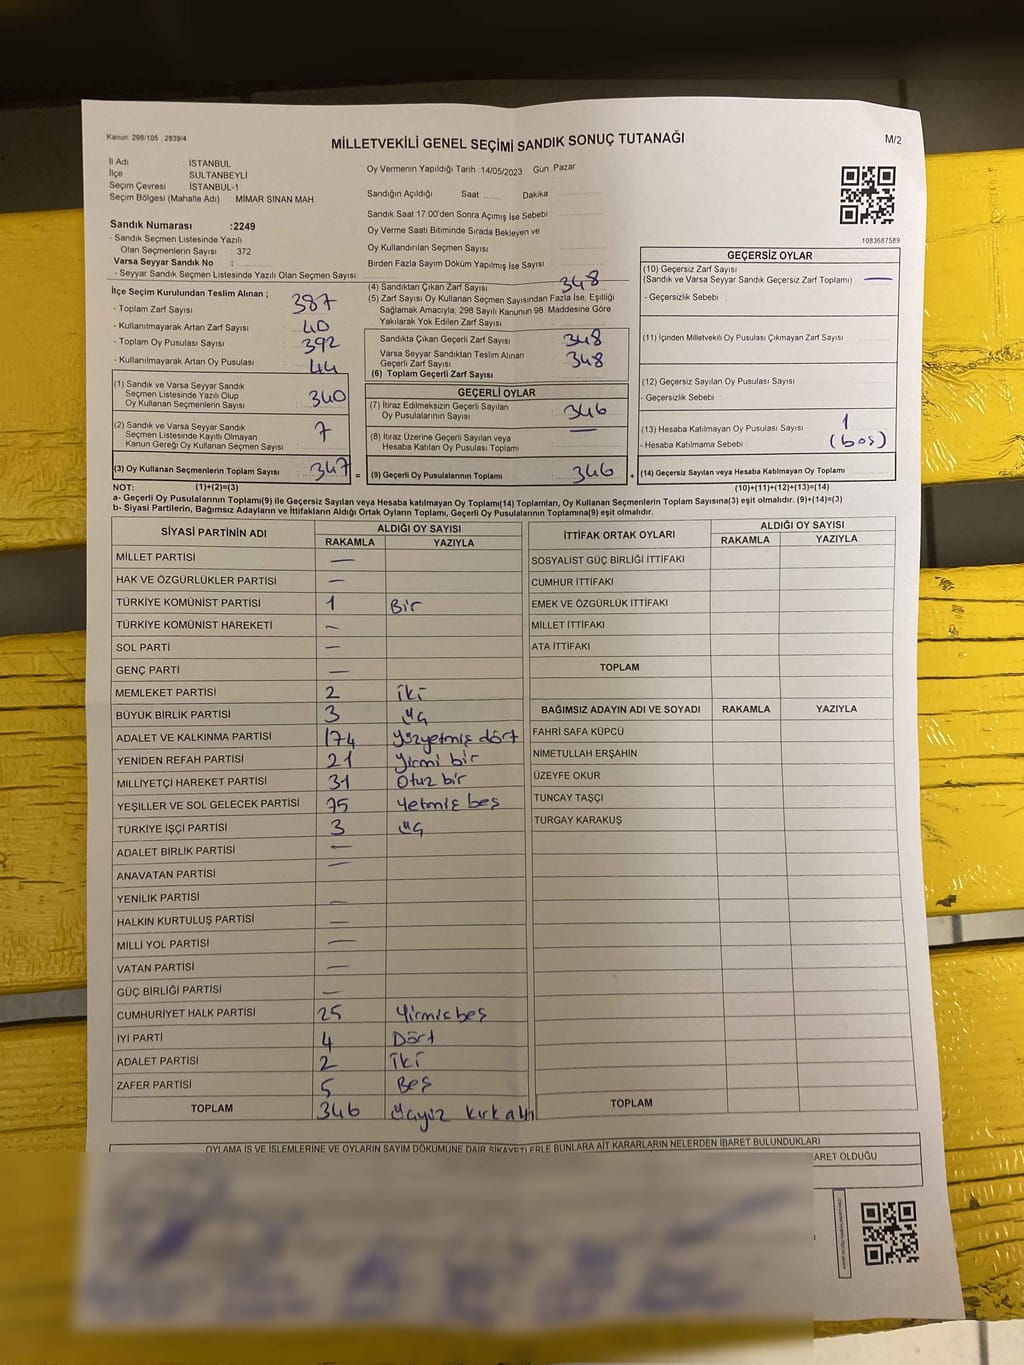 Kanun: 298/105 , 2839/4
MİLLETVEKİLİ GENEL SEÇİMİ SANDIK SONUÇ TUTANAĞI
M/2
İl Adı : İSTANBUL
İlçe : SULTANBEYLİ
Seçim Çevresi : İSTANBUL-1
Seçim Bölgesi (Mahalle Adı) : MİMAR SİNAN MAH.
Sandık Numarası :2249
- Sandık Seçmen Listesinde Yazılı
Olan Seçmenlerin Sayısı : 372
Varsa Seyyar Sandık No :
- Seyyar Sandık Seçmen Listesinde Yazılı Olan Seçmen Sayısı:
Oy Vermenin Yapıldığı Tarih :14/05/2023 Gün: Pazar
Sandığın Açıldığı Saat: Dakika
Sandık Saat 17:00'den Sonra Açımış İse Sebebi
Oy Verme Saati Bitiminde Sırada Bekleyen ve
Oy Kullandırılan Seçmen Sayısı
Birden Fazla Sayım Döküm Yapılmış İse Sayısı
1083687589
İlçe Seçim Kurulundan Teslim Alınan ;
- Toplam Zarf Sayısı 387
- Kullanılmayarak Artan Zarf Sayısı 40
- Toplam Oy Pusulası Sayısı 392
- Kullanılmayarak Artan Oy Pusulası 44
(1) Sandık ve Varsa Seyyar Sandık
Seçmen Listesinde Yazılı Olup
Oy Kullanan Seçmenlerin Sayısı 340
(2) Sandık ve Varsa Seyyar Sandık
Seçmen Listesinde Kayıtlı Olmayan
Kanun Gereği Oy Kullanan Seçmen Sayısı 7
(3) Oy Kullanan Seçmenlerin Toplam Sayısı 347 =
(4) Sandıktan Çıkan Zarf Sayısı 348
(5) Zarf Sayısı Oy Kullanan Seçmen Sayısından Fazla İse, Eşitliği
Sağlamak Amacıyla; 298 Sayılı Kanunun 98. Maddesine Göre
Yakılarak Yok Edilen Zarf Sayısı
Sandıkta Çıkan Geçerli Zarf Sayısı 348
Varsa Seyyar Sandıktan Teslim Alınan
Geçerli Zarf Sayısı 348
(6) Toplam Geçerli Zarf Sayısı
GEÇERLİ OYLAR
(7) İtiraz Edilmeksizin Geçerli Sayılan
Oy Pusulalarının Sayısı 346
(8) İtiraz Üzerine Geçerli Sayılan veya
Hesaba Katılan Oy Pusulası Toplamı
(9) Geçerli Oy Pusulalarının Toplamı 346 +
GEÇERSİZ OYLAR
(10) Geçersiz Zarf Sayısı
(Sandık ve Varsa Seyyar Sandık Geçersiz Zarf Toplamı) —
- Geçersizlik Sebebi :
(11) İçinden Milletvekili Oy Pusulası Çıkmayan Zarf Sayısı
(12) Geçersiz Sayılan Oy Pusulası Sayısı
- Geçersizlik Sebebi :
(13) Hesaba Katılmayan Oy Pusulası Sayısı 1
- Hesaba Katılmama Sebebi : (boş)
(14) Geçersiz Sayılan veya Hesaba Katılmayan Oy Toplamı
NOT: (1)+(2)=(3) (10)+(11)+(12)+(13)=(14)
a- Geçerli Oy Pusulalarının Toplamı(9) ile Geçersiz Sayılan veya Hesaba katılmayan Oy Toplamı(14) Toplamları, Oy Kullanan Seçmenlerin Toplam Sayısına(3) eşit olmalıdır. (9)+(14)=(3)
b- Siyasi Partilerin, Bağımsız Adayların ve İttifakların Aldığı Ortak Oyların Toplamı, Geçerli Oy Pusulalarının Toplamına(9) eşit olmalıdır.
SİYASİ PARTİNİN ADI ALDIĞI OY SAYISI
RAKAMLA YAZIYLA
MİLLET PARTİSİ —
HAK VE ÖZGÜRLÜKLER PARTİSİ —
TÜRKİYE KOMÜNİST PARTİSİ 1 Bir
TÜRKİYE KOMÜNİST HAREKETİ —
SOL PARTİ —
GENÇ PARTİ —
MEMLEKET PARTİSİ 2 İki
BÜYÜK BİRLİK PARTİSİ 3 üç
ADALET VE KALKINMA PARTİSİ 174 yüzyetmiş dört
YENİDEN REFAH PARTİSİ 21 yirmi bir
MİLLİYETÇİ HAREKET PARTİSİ 31 Otuz bir
YEŞİLLER VE SOL GELECEK PARTİSİ 75 Yetmiş beş
TÜRKİYE İŞÇİ PARTİSİ 3 üç
ADALET BİRLİK PARTİSİ —
ANAVATAN PARTİSİ —
YENİLİK PARTİSİ —
HALKIN KURTULUŞ PARTİSİ —
MİLLİ YOL PARTİSİ —
VATAN PARTİSİ —
GÜÇ BİRLİĞİ PARTİSİ —
CUMHURİYET HALK PARTİSİ 25 Yirmi beş
İYİ PARTİ 4 Dört
ADALET PARTİSİ 2 İki
ZAFER PARTİSİ 5 Beş
TOPLAM 346 üçyüz kırkaltı
İTTİFAK ORTAK OYLARI ALDIĞI OY SAYISI
RAKAMLA YAZIYLA
SOSYALİST GÜÇ BİRLİĞİ İTTİFAKI
CUMHUR İTTİFAKI
EMEK VE ÖZGÜRLÜK İTTİFAKI
MİLLET İTTİFAKI
ATA İTTİFAKI
TOPLAM
BAĞIMSIZ ADAYIN ADI VE SOYADI RAKAMLA YAZIYLA
FAHRİ SAFA KÜPCÜ
NİMETULLAH ERŞAHİN
ÜZEYFE OKUR
TUNCAY TAŞÇI
TURGAY KARAKUŞ
TOPLAM
OYLAMA İŞ VE İŞLEMLERİNE VE OYLARIN SAYIM DÖKÜMÜNE DAİR ŞİKAYETLERLE BUNLARA AİT KARARLARIN NELERDEN İBARET BULUNDUKLARI
ARET OLDUĞU